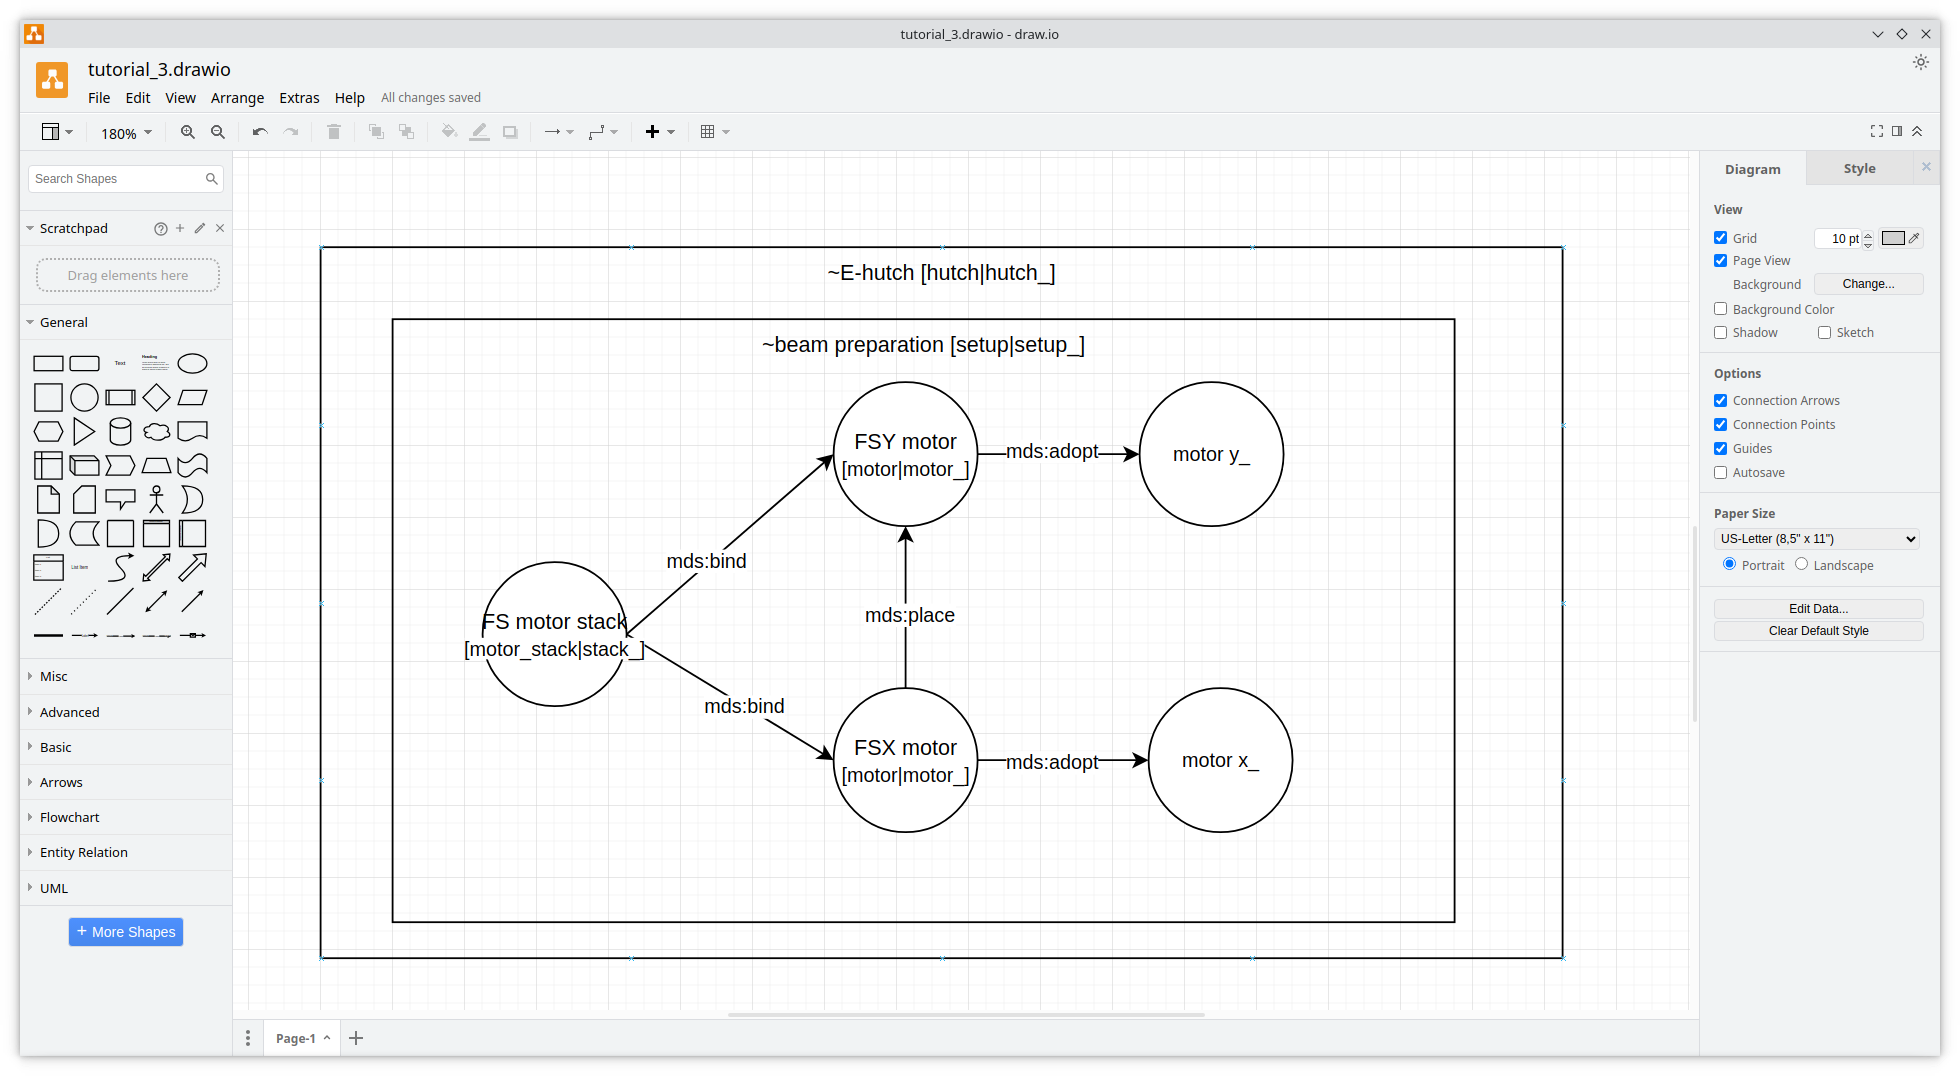 tutorial_3.drawio - draw.io
tutorial_3.drawio
File Edit View Arrange Extras Help All changes saved
180%
Search Shapes
Scratchpad
Drag elements here
General
Text
Heading
List Item
Misc
Advanced
Basic
Arrows
Flowchart
Entity Relation
UML
+ More Shapes
~E-hutch [hutch|hutch_]
~beam preparation [setup|setup_]
FSY motor
[motor|motor_]
mds:adopt
motor y_
mds:bind
FS motor stack
[motor_stack|stack_]
mds:place
mds:bind
FSX motor
[motor|motor_]
mds:adopt
motor x_
Page-1
Diagram
Style
View
Grid
10 pt
Page View
Background
Change...
Background Color
Shadow
Sketch
Options
Connection Arrows
Connection Points
Guides
Autosave
Paper Size
US-Letter (8,5" x 11")
Portrait
Landscape
Edit Data...
Clear Default Style